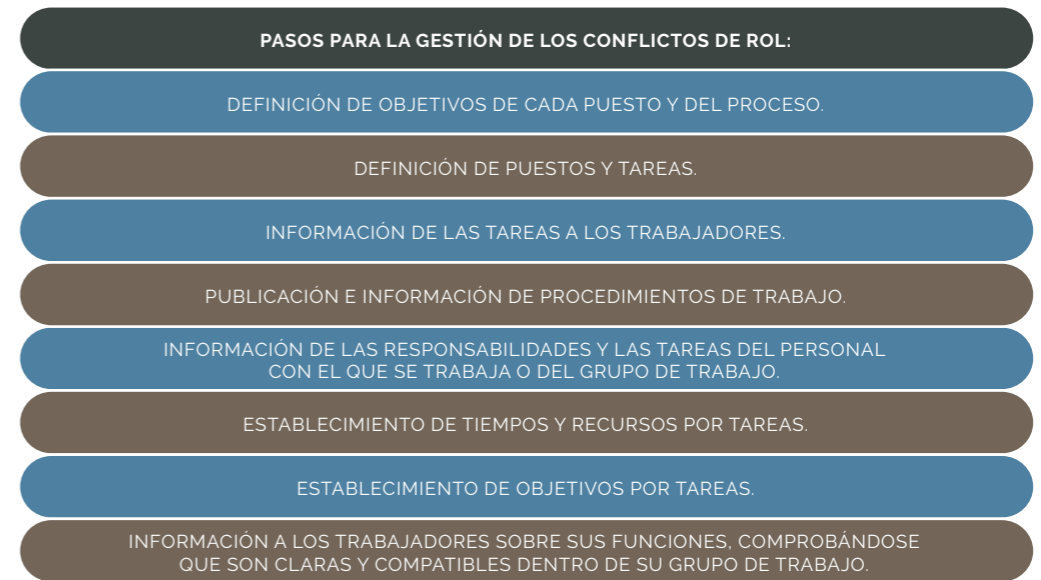 PASOS PARA LA GESTIÓN DE LOS CONFLICTOS DE ROL:
DEFINICIÓN DE OBJETIVOS DE CADA PUESTO Y DEL PROCESO.
DEFINICIÓN DE PUESTOS Y TAREAS.
INFORMACIÓN DE LAS TAREAS A LOS TRABAJADORES.
PUBLICACIÓN E INFORMACIÓN DE PROCEDIMIENTOS DE TRABAJO.
INFORMACIÓN DE LAS RESPONSABILIDADES Y LAS TAREAS DEL PERSONAL
CON EL QUE SE TRABAJA O DEL GRUPO DE TRABAJO.
ESTABLECIMIENTO DE TIEMPOS Y RECURSOS POR TAREAS.
ESTABLECIMIENTO DE OBJETIVOS POR TAREAS.
INFORMACIÓN A LOS TRABAJADORES SOBRE SUS FUNCIONES, COMPROBÁNDOSE
QUE SON CLARAS Y COMPATIBLES DENTRO DE SU GRUPO DE TRABAJO.